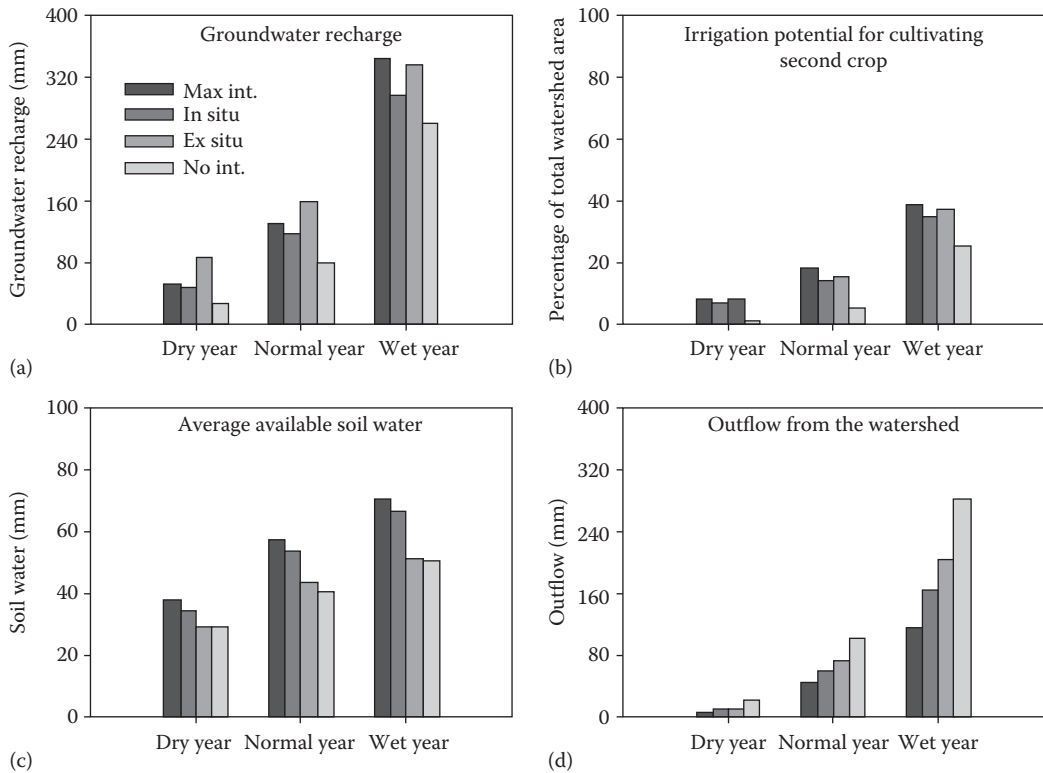 Groundwater recharge
Groundwater recharge (mm)
400
320
240
160
80
0
Max int.
In situ
Ex situ
No int.
Dry year
Normal year
Wet year
(a)
Irrigation potential for cultivating
second crop
Percentage of total watershed area
100
80
60
40
20
0
Dry year
Normal year
Wet year
(b)
Average available soil water
Soil water (mm)
100
80
60
40
20
0
Dry year
Normal year
Wet year
(c)
Outflow from the watershed
Outflow (mm)
400
320
240
160
80
0
Dry year
Normal year
Wet year
(d)